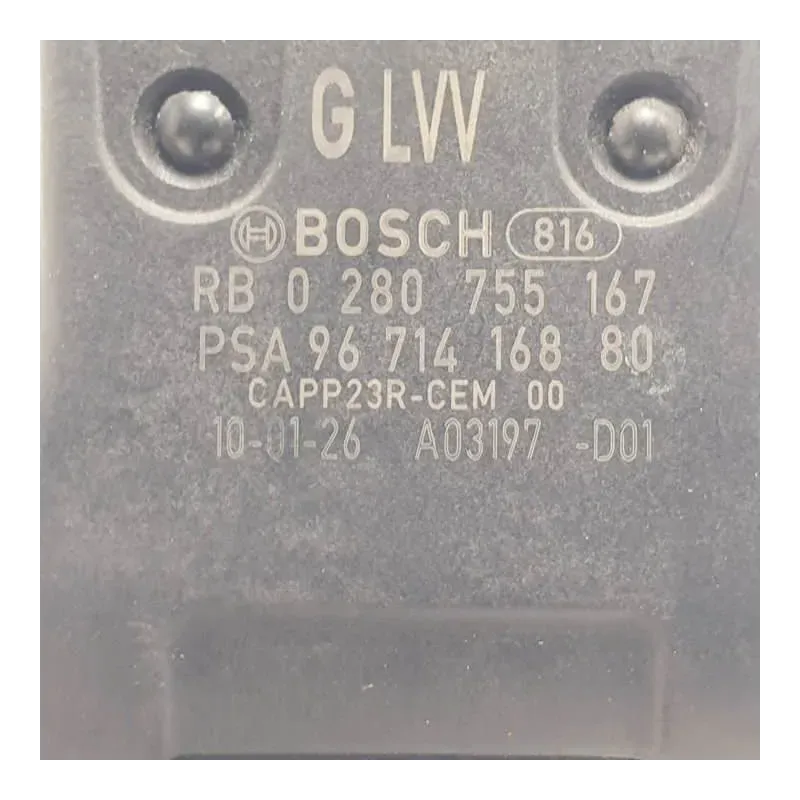 G LVV
BOSCH 816
RB 0 280 755 167
PSA 96 714 168 80
CAPP23R-CEM 00
10-01-26 A03197 -D01